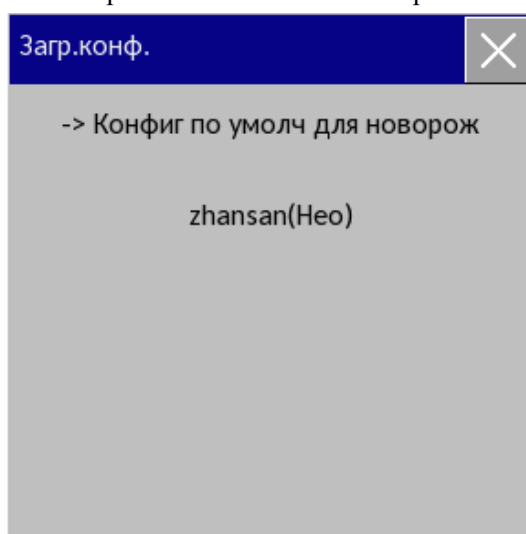 Загр.конф.
-> Конфиг по умолч для новорож
zhansan(Нео)